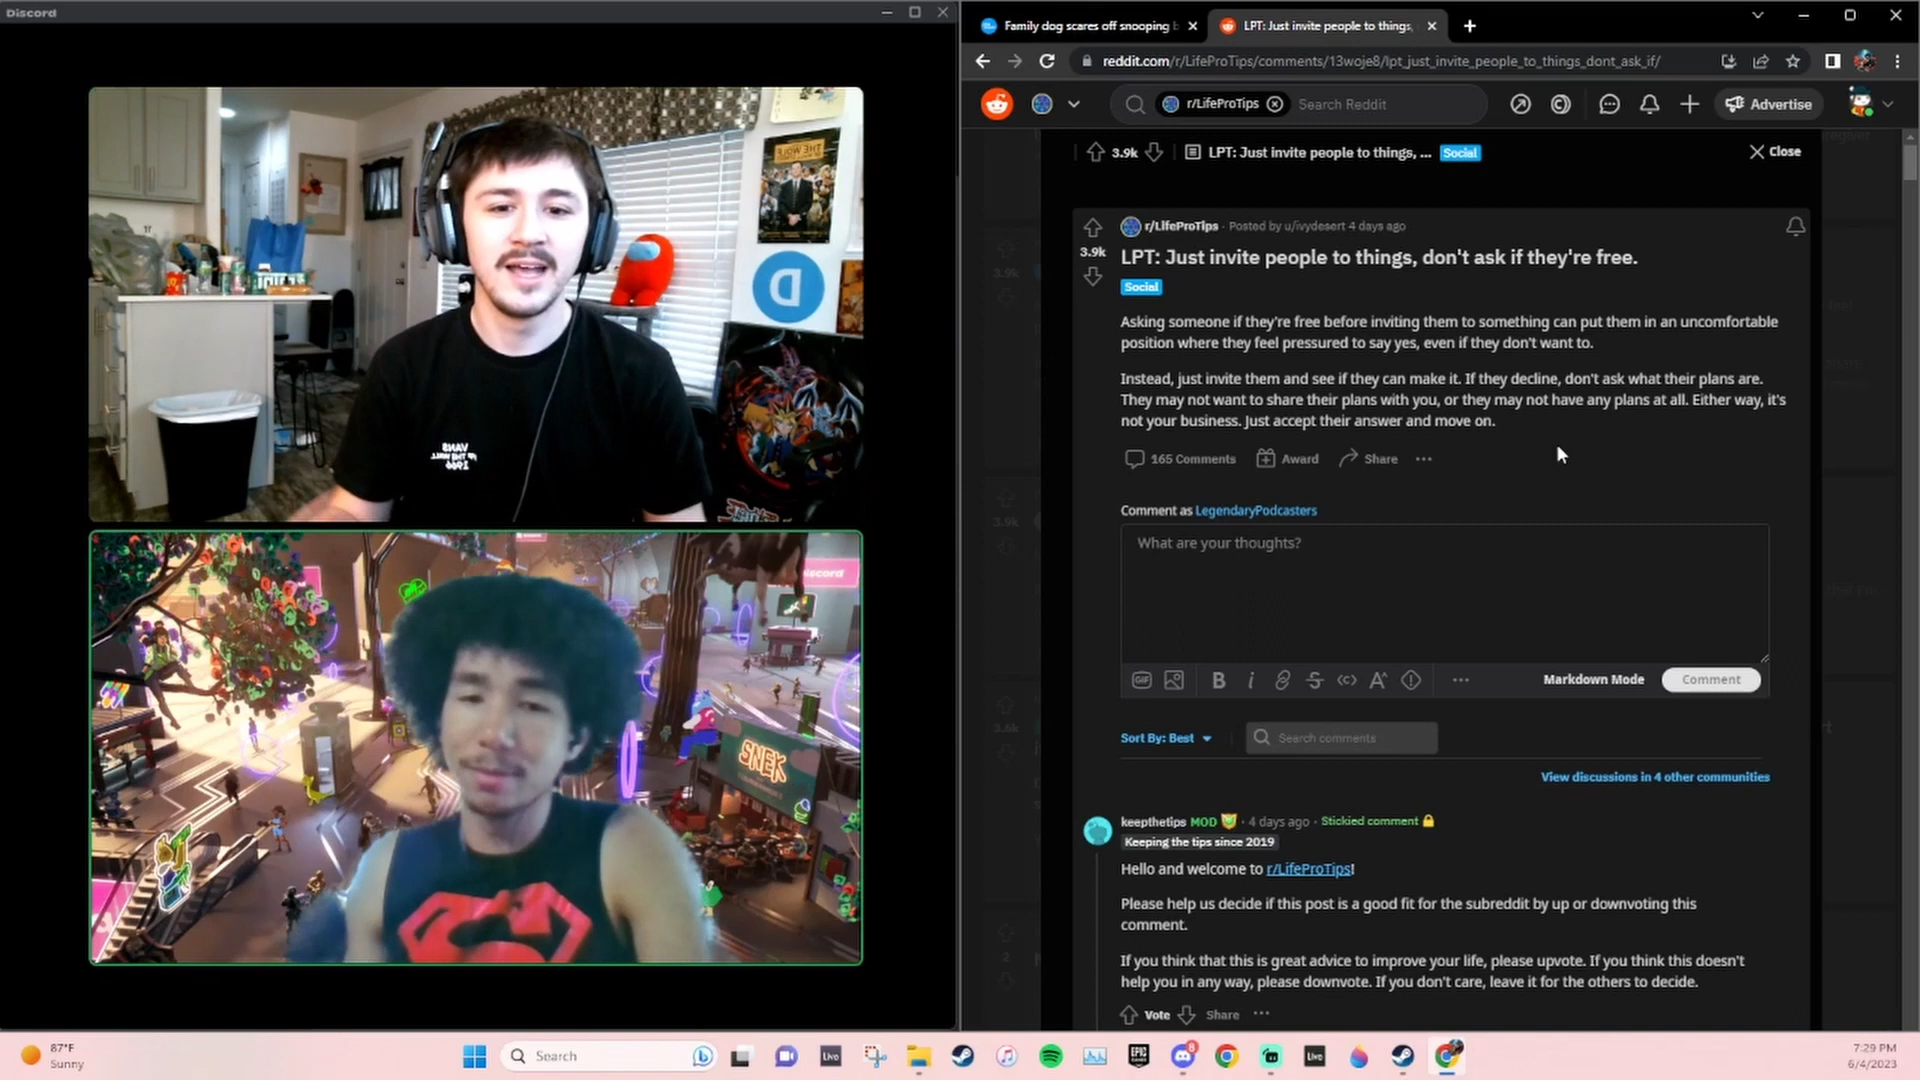 Discord
Family dog scares off snooping b
LPT: Just invite people to things,
reddit.com/r/LifeProTips/comments/13woje8/lpt_just_invite_people_to_things_dont_ask_if/
r/LifeProTips
Search Reddit
Advertise
3.9k
LPT: Just invite people to things, ...
Social
Close
r/LifeProTips · Posted by u/ivydesert 4 days ago
3.9k
LPT: Just invite people to things, don't ask if they're free.
Social
Asking someone if they're free before inviting them to something can put them in an uncomfortable
position where they feel pressured to say yes, even if they don't want to.
Instead, just invite them and see if they can make it. If they decline, don't ask what their plans are.
They may not want to share their plans with you, or they may not have any plans at all. Either way, it's
not your business. Just accept their answer and move on.
165 Comments
Award
Share
Comment as LegendaryPodcasters
What are your thoughts?
GIF
B
i
Markdown Mode
Comment
Sort By: Best
Search comments
View discussions in 4 other communities
keepthetips MOD · 4 days ago · Stickied comment
Keeping the tips since 2019
Hello and welcome to r/LifeProTips!
Please help us decide if this post is a good fit for the subreddit by up or downvoting this
comment.
If you think that this is great advice to improve your life, please upvote. If you think this doesn't
help you in any way, please downvote. If you don't care, leave it for the others to decide.
Vote
Share
D
VANS
"OFF THE WALL"
1966
Discord
SNEK
87°F
Sunny
Search
Live
EPIC
GAMES
8
Live
7:29 PM
6/4/2023